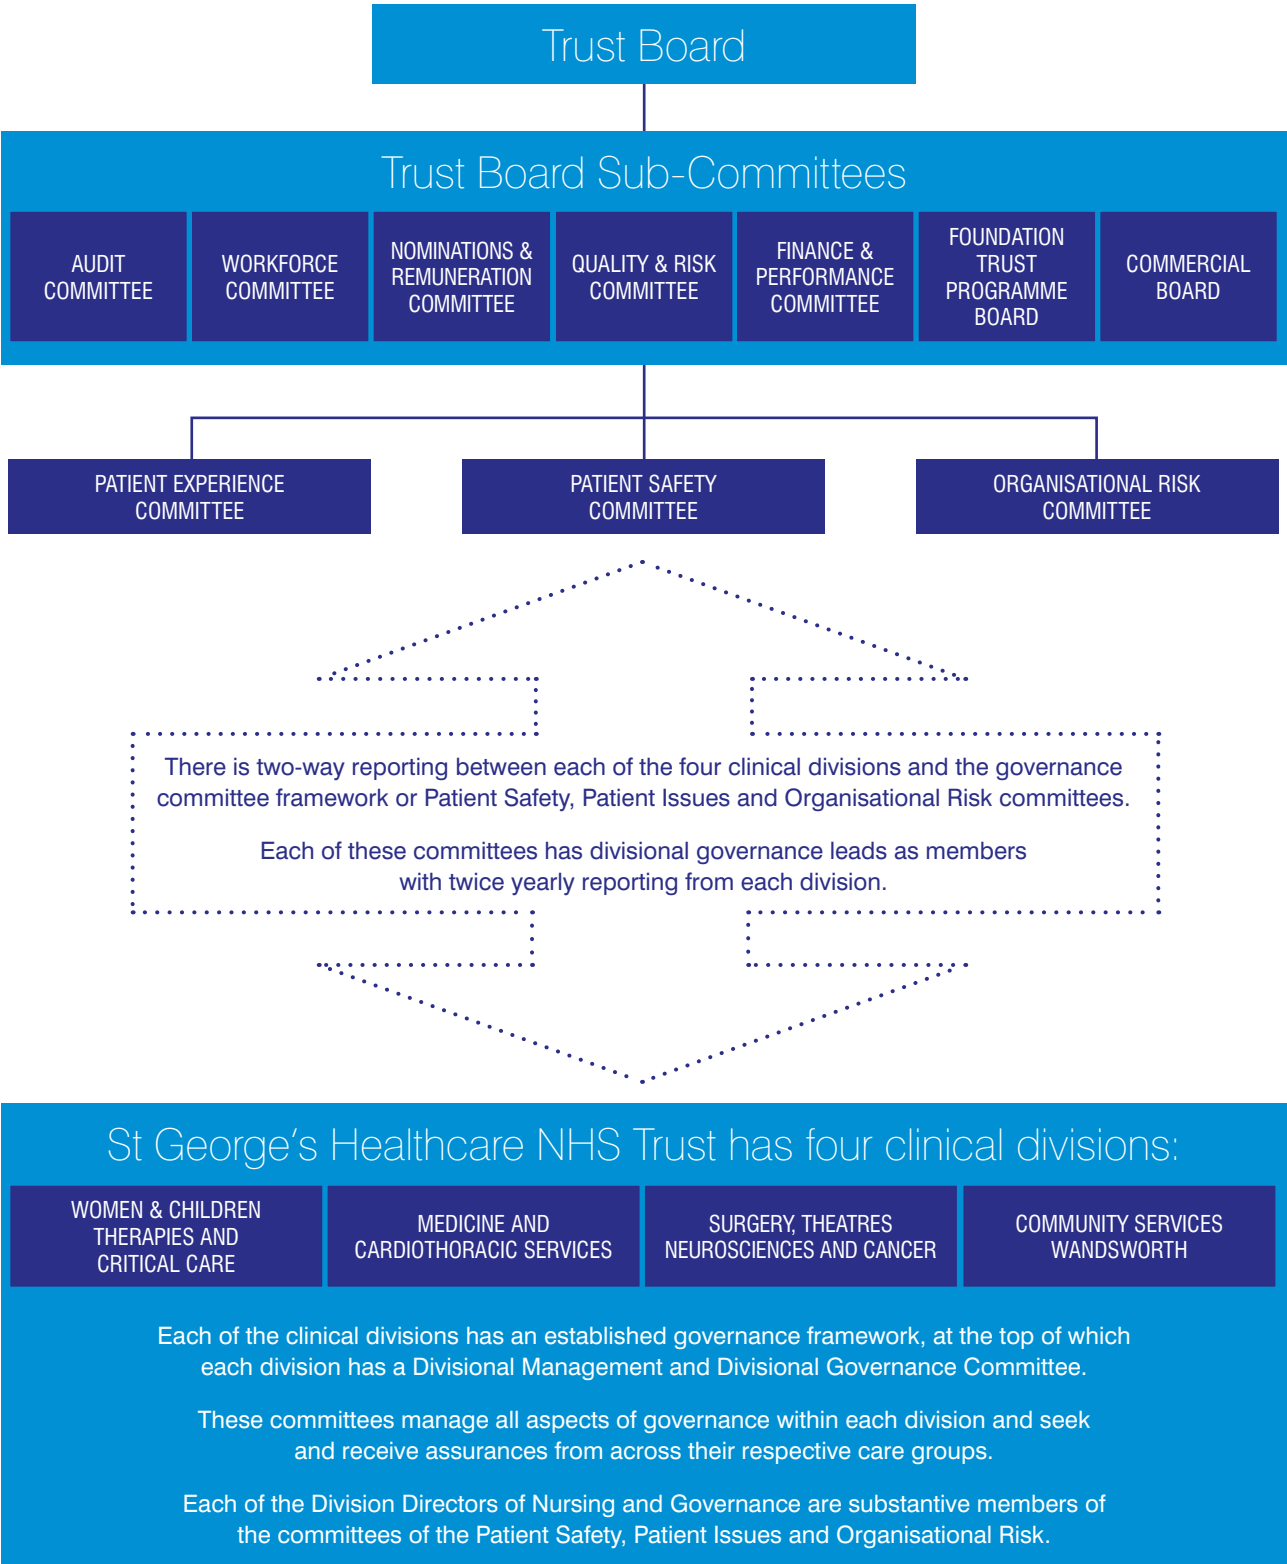 Trust Board
Trust Board Sub-Committees
AUDIT
COMMITTEE
WORKFORCE
COMMITTEE
NOMINATIONS &
REMUNERATION
COMMITTEE
QUALITY & RISK
COMMITTEE
FINANCE &
PERFORMANCE
COMMITTEE
FOUNDATION
TRUST
PROGRAMME
BOARD
COMMERCIAL
BOARD
PATIENT EXPERIENCE
COMMITTEE
PATIENT SAFETY
COMMITTEE
ORGANISATIONAL RISK
COMMITTEE
There is two-way reporting between each of the four clinical divisions and the governance
committee framework or Patient Safety, Patient Issues and Organisational Risk committees.
Each of these committees has divisional governance leads as members
with twice yearly reporting from each division.
St George's Healthcare NHS Trust has four clinical divisions:
WOMEN & CHILDREN
THERAPIES AND
CRITICAL CARE
MEDICINE AND
CARDIOTHORACIC SERVICES
SURGERY, THEATRES
NEUROSCIENCES AND CANCER
COMMUNITY SERVICES
WANDSWORTH
Each of the clinical divisions has an established governance framework, at the top of which
each division has a Divisional Management and Divisional Governance Committee.
These committees manage all aspects of governance within each division and seek
and receive assurances from across their respective care groups.
Each of the Division Directors of Nursing and Governance are substantive members of
the committees of the Patient Safety, Patient Issues and Organisational Risk.